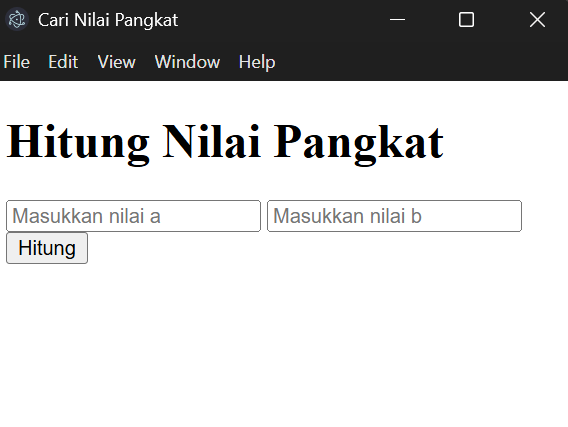 Cari Nilai Pangkat
File Edit View Window Help
Hitung Nilai Pangkat
Masukkan nilai a Masukkan nilai b
Hitung